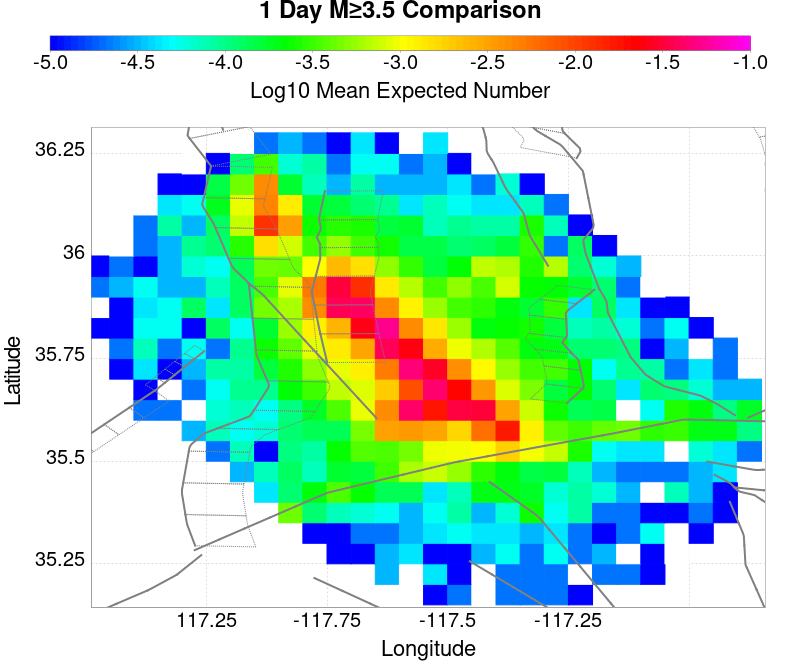 1 Day M≥3.5 Comparison
-5.0 -4.5 -4.0 -3.5 -3.0 -2.5 -2.0 -1.5 -1.0
Log10 Mean Expected Number
36.25
36
35.75
35.5
35.25
Latitude
117.25 -117.75 -117.5 -117.25
Longitude